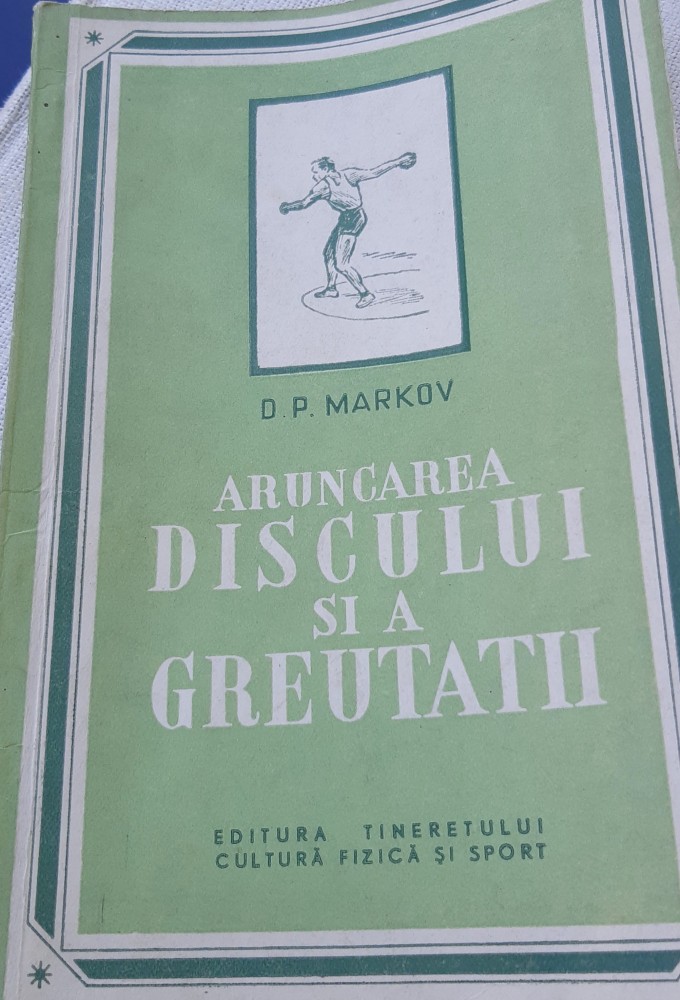 D. P. MARKOV
ARUNCAREA
DISCULUI
SI A
GREUTATII
EDITURA TINERETULUI
CULTURĂ FIZICĂ ȘI SPORT